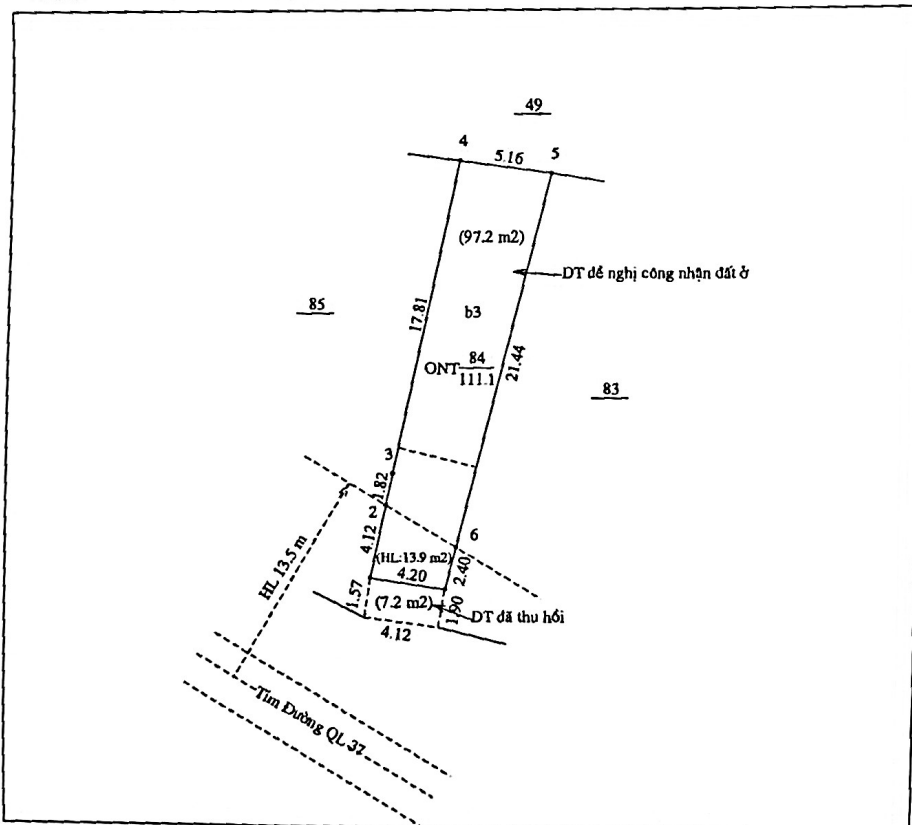 49
4
5.16
5
(97.2 m2)
DT đề nghị công nhận đất ở
85
17.81
b3
ONT 84
111.1
21.44
83
3
1.82
2
6
4.12
(HL:13.9 m2)
4.20
2.40
HL 13.5 m
1.57
(7.2 m2)
1.90
DT đã thu hồi
4.12
Tim Đường QL 37